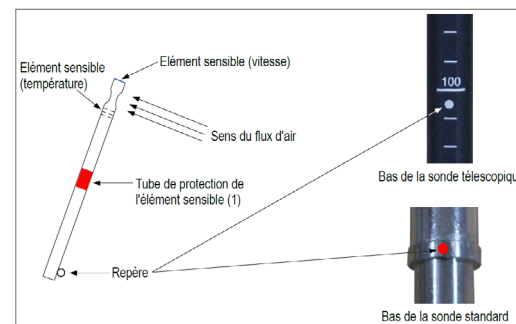 Elément sensible
(température)
Elément sensible (vitesse)
Sens du flux d'air
Tube de protection de
l'élément sensible (1)
Repère
100
Bas de la sonde télescopiqu
Bas de la sonde standard